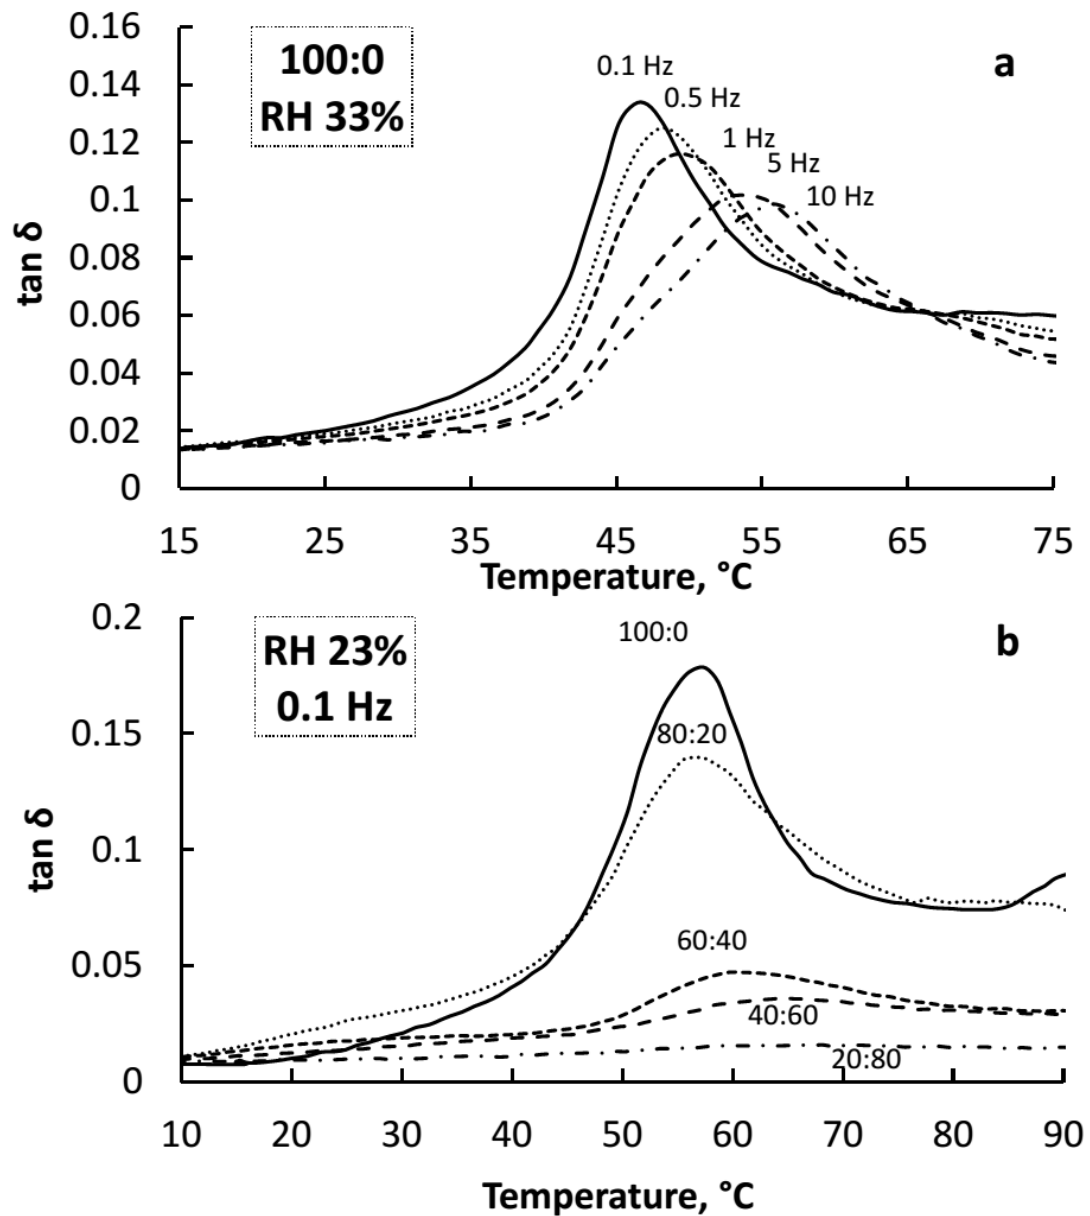 0.16
100:0
RH 33%
a
0.14
0.1 Hz
0.5 Hz
0.12
1 Hz
5 Hz
10 Hz
0.1
0.08
0.06
0.04
0.02
0
tan δ
15 25 35 45 55 65 75
Temperature, °C
0.2
RH 23%
0.1 Hz
100:0
b
0.15
80:20
0.1
60:40
0.05
40:60
20:80
0
tan δ
10 20 30 40 50 60 70 80 90
Temperature, °C